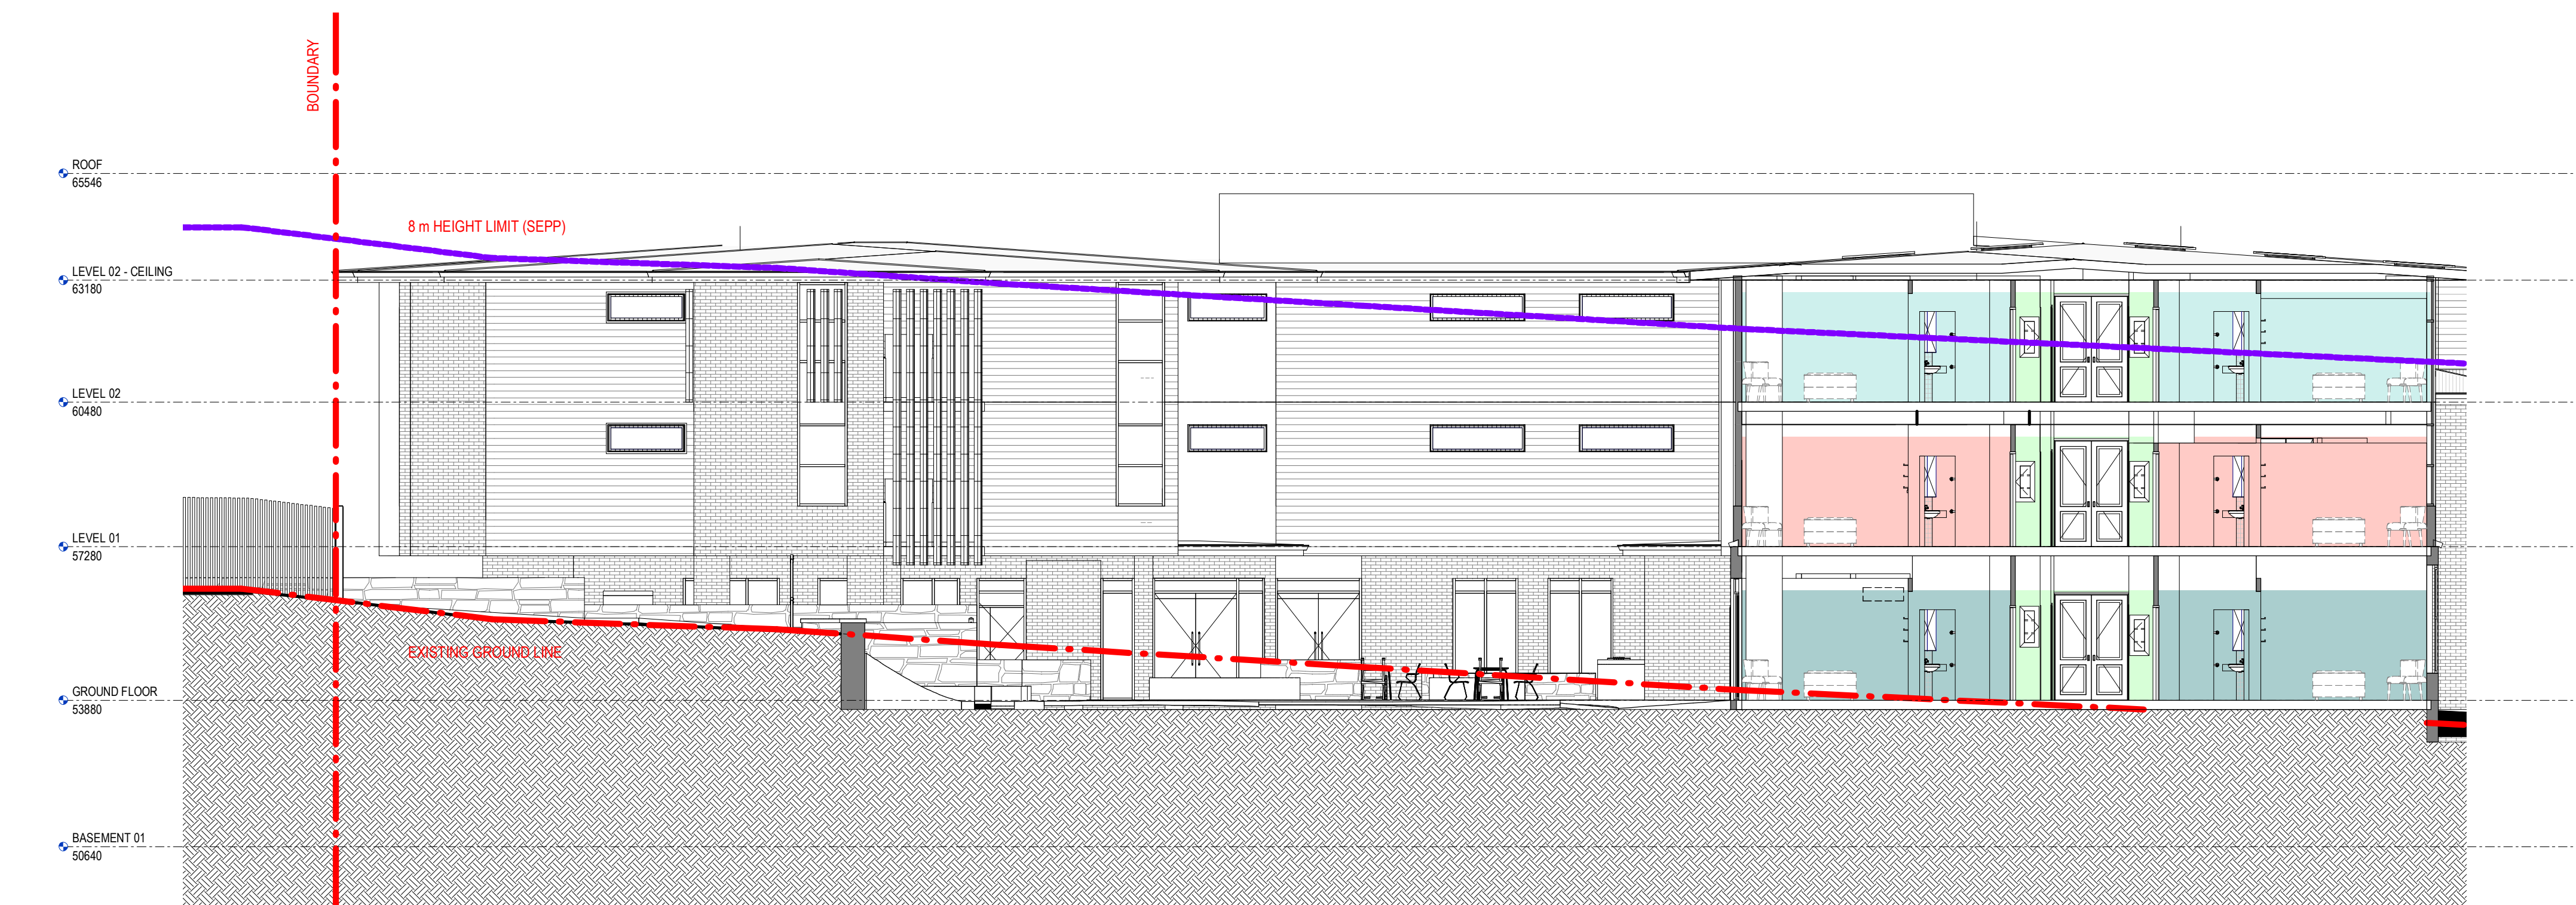 BOUNDARY
ROOF
65546
8 m HEIGHT LIMIT (SEPP)
LEVEL 02 - CEILING
63180
LEVEL 02
60480
LEVEL 01
57280
EXISTING GROUND LINE
GROUND FLOOR
53880
BASEMENT 01
50640